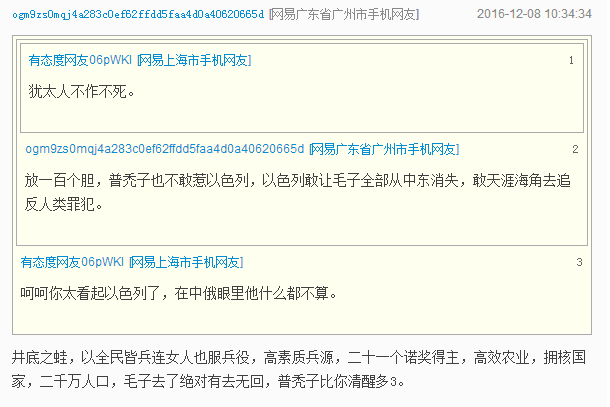 ogm9zs0mqj4a283c0ef62ffdd5faa4d0a40620665d [网易广东省广州市手机网友] 2016-12-08 10:34:34
有态度网友06pWKI [网易上海市手机网友] 1
犹太人不作不死。
ogm9zs0mqj4a283c0ef62ffdd5faa4d0a40620665d [网易广东省广州市手机网友] 2
放一百个胆，普秃子也不敢惹以色列，以色列敢让毛子全部从中东消失，敢天涯海角去追
反人类罪犯。
有态度网友06pWKI [网易上海市手机网友] 3
呵呵你太看起以色列了，在中俄眼里他什么都不算。
井底之蛙，以全民皆兵连女人也服兵役，高素质兵源，二十一个诺奖得主，高效农业，拥核国
家，二千万人口，毛子去了绝对有去无回，普秃子比你清醒多3。